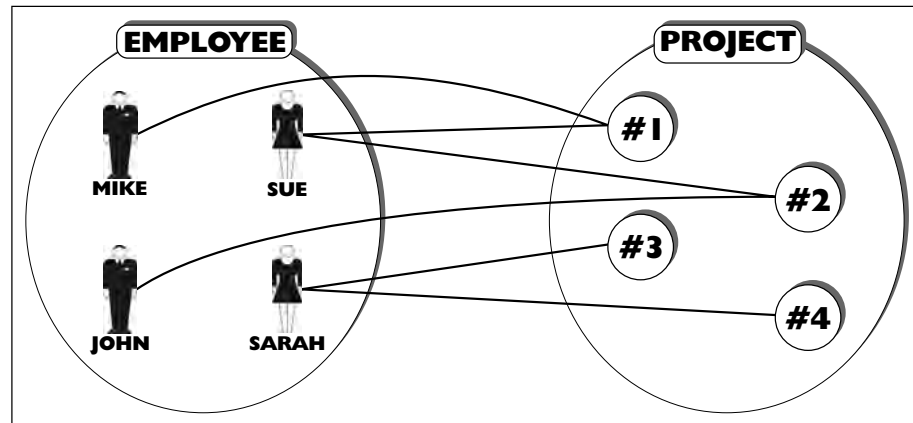 EMPLOYEE
PROJECT
MIKE
SUE
JOHN
SARAH
#1
#2
#3
#4